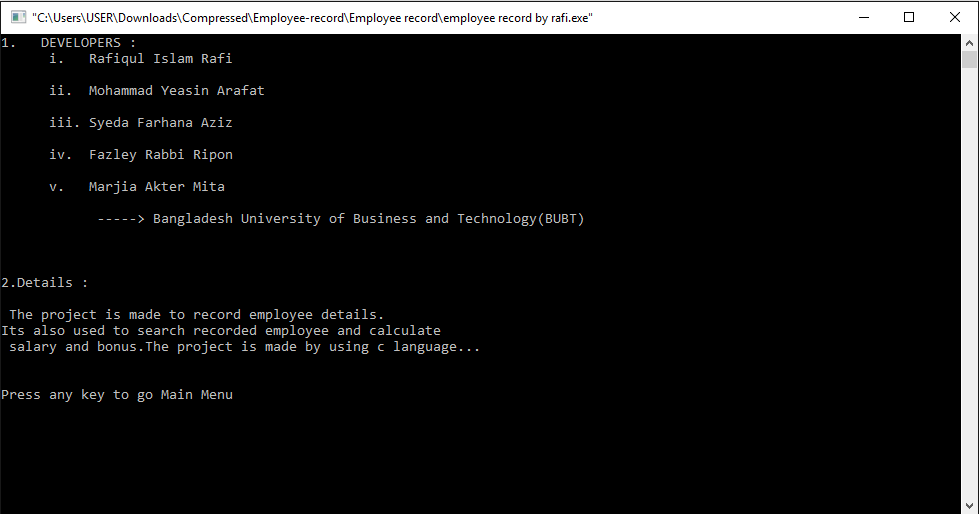 "C:\Users\USER\Downloads\Compressed\Employee-record\Employee record\employee record by rafi.exe"
1.   DEVELOPERS :
i.   Rafiqul Islam Rafi
ii.  Mohammad Yeasin Arafat
iii. Syeda Farhana Aziz
iv.  Fazley Rabbi Ripon
v.   Marjia Akter Mita
-----> Bangladesh University of Business and Technology(BUBT)
2.Details :
The project is made to record employee details.
Its also used to search recorded employee and calculate
salary and bonus.The project is made by using c language...
Press any key to go Main Menu